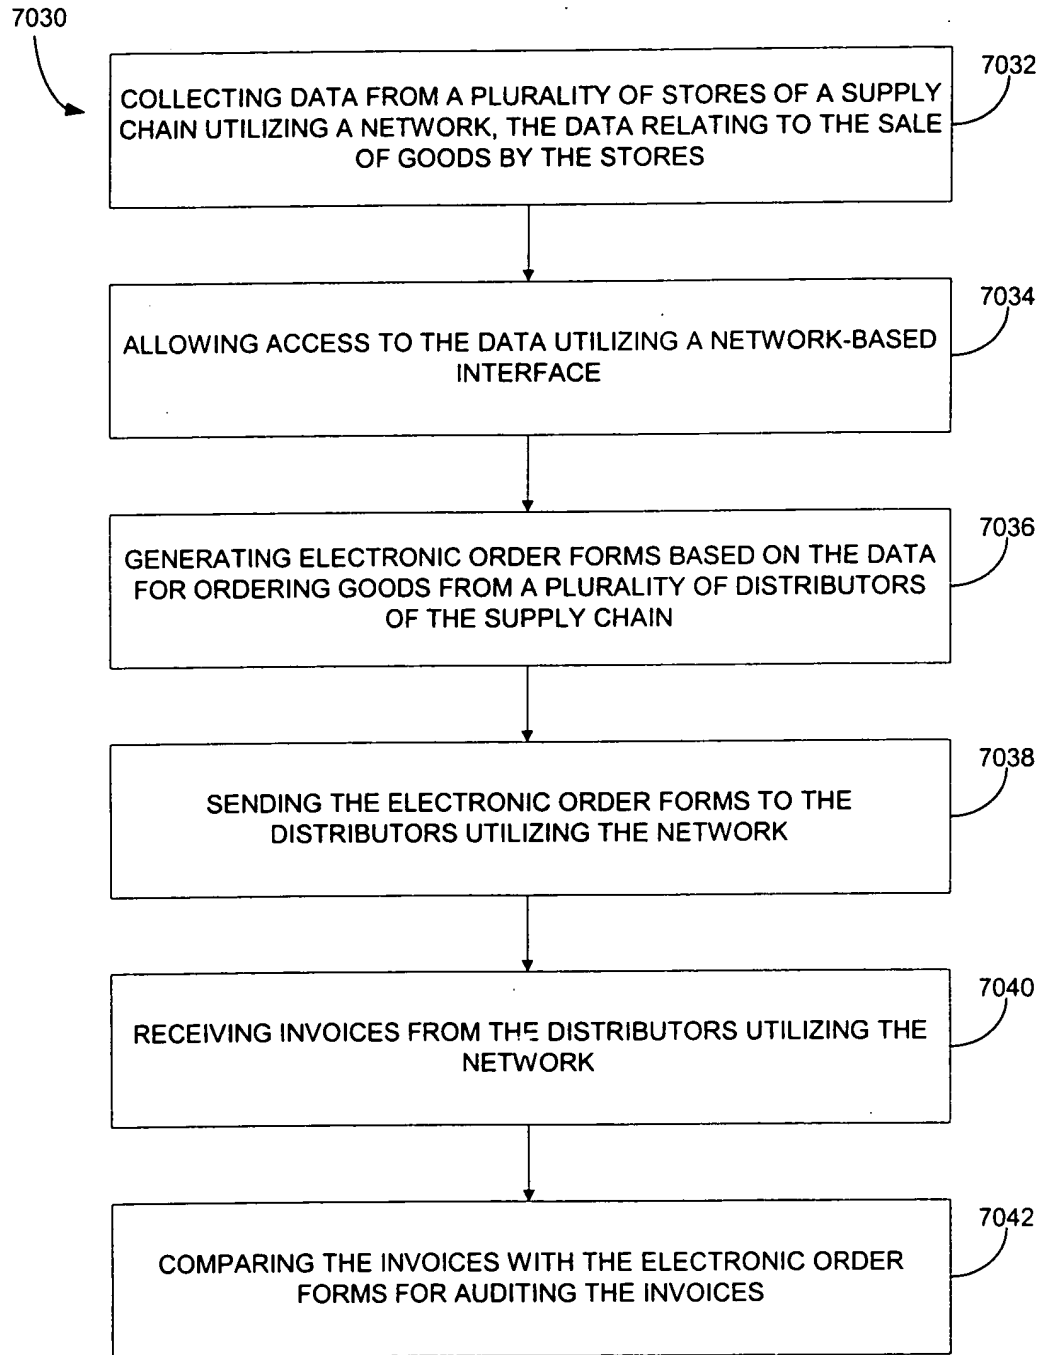 7030
7032
COLLECTING DATA FROM A PLURALITY OF STORES OF A SUPPLY
CHAIN UTILIZING A NETWORK, THE DATA RELATING TO THE SALE
OF GOODS BY THE STORES
7034
ALLOWING ACCESS TO THE DATA UTILIZING A NETWORK-BASED
INTERFACE
7036
GENERATING ELECTRONIC ORDER FORMS BASED ON THE DATA
FOR ORDERING GOODS FROM A PLURALITY OF DISTRIBUTORS
OF THE SUPPLY CHAIN
7038
SENDING THE ELECTRONIC ORDER FORMS TO THE
DISTRIBUTORS UTILIZING THE NETWORK
7040
RECEIVING INVOICES FROM THE DISTRIBUTORS UTILIZING THE
NETWORK
7042
COMPARING THE INVOICES WITH THE ELECTRONIC ORDER
FORMS FOR AUDITING THE INVOICES